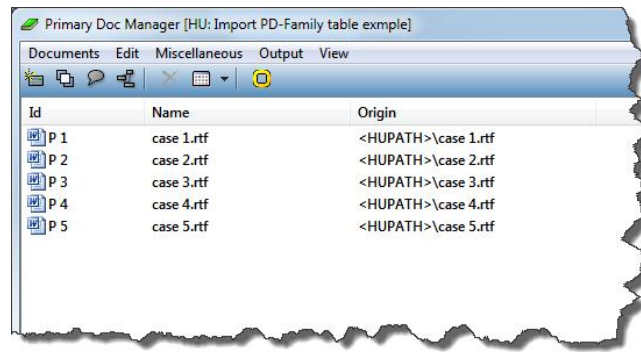 Primary Doc Manager [HU: Import PD-Family table exmple]
Documents Edit Miscellaneous Output View
Id Name Origin
P 1 case 1.rtf <HUPATH>\case 1.rtf
P 2 case 2.rtf <HUPATH>\case 2.rtf
P 3 case 3.rtf <HUPATH>\case 3.rtf
P 4 case 4.rtf <HUPATH>\case 4.rtf
P 5 case 5.rtf <HUPATH>\case 5.rtf